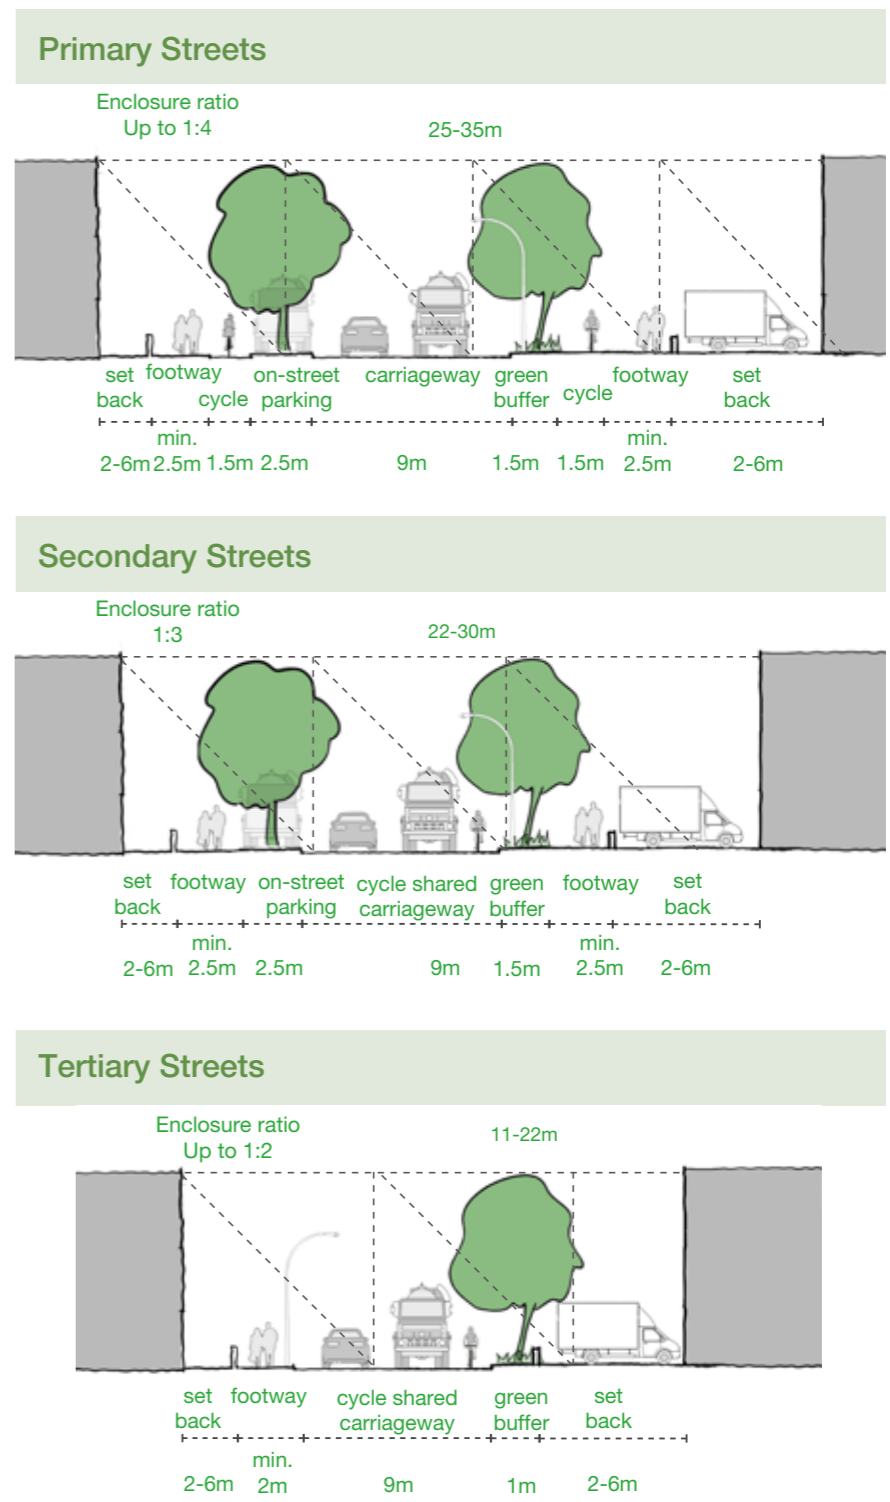 Primary Streets
Enclosure ratio
Up to 1:4
25-35m
set back
footway
cycle
on-street parking
carriageway
green buffer
cycle
footway
set back
2-6m
min. 2.5m
1.5m
2.5m
9m
1.5m
1.5m
min. 2.5m
2-6m
Secondary Streets
Enclosure ratio
1:3
22-30m
set back
footway
on-street parking
cycle shared carriageway
green buffer
footway
set back
2-6m
min. 2.5m
2.5m
9m
1.5m
min. 2.5m
2-6m
Tertiary Streets
Enclosure ratio
Up to 1:2
11-22m
set back
footway
cycle shared carriageway
green buffer
set back
2-6m
min. 2m
9m
1m
2-6m